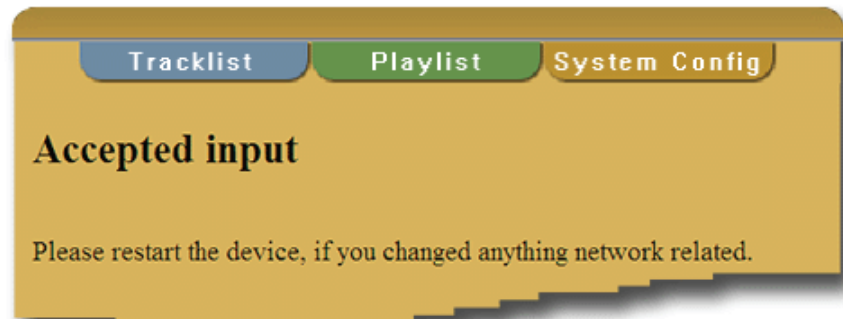 Tracklist Playlist System Config
Accepted input
Please restart the device, if you changed anything network related.